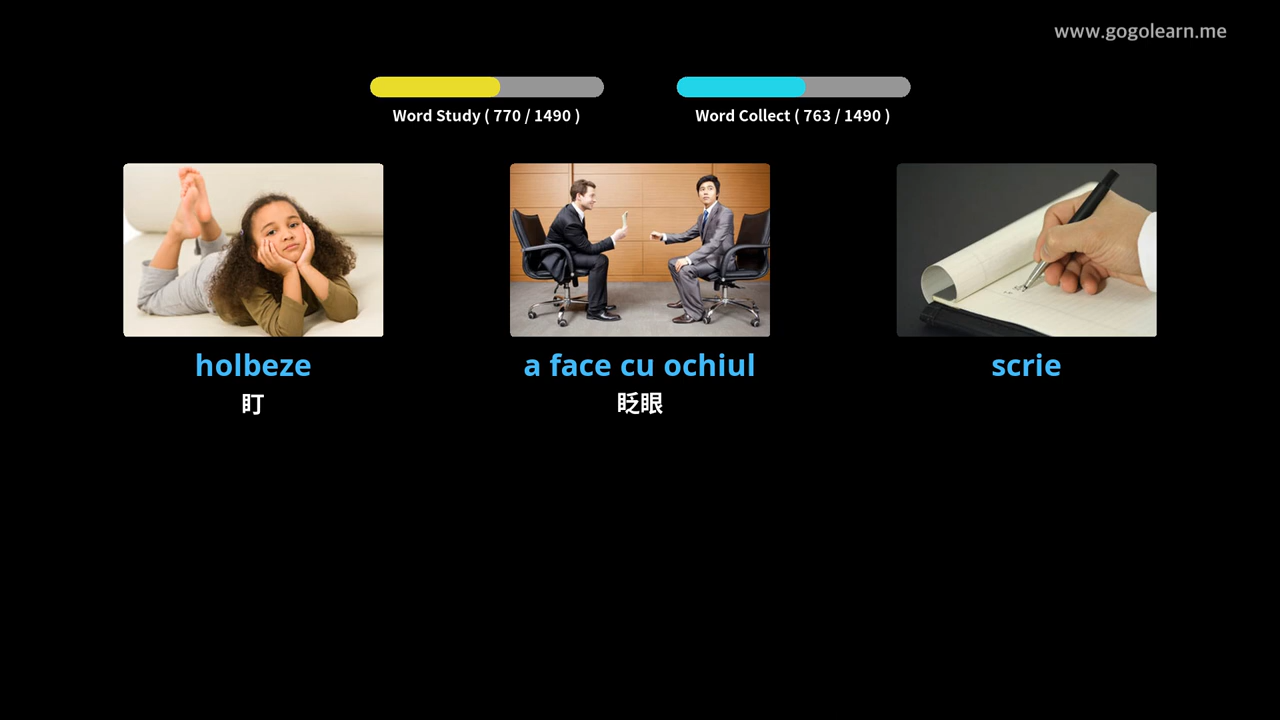 www.gogolearn.me
Word Study ( 770 / 1490 )
Word Collect ( 763 / 1490 )
holbeze
a face cu ochiul
scrie
盯
眨眼